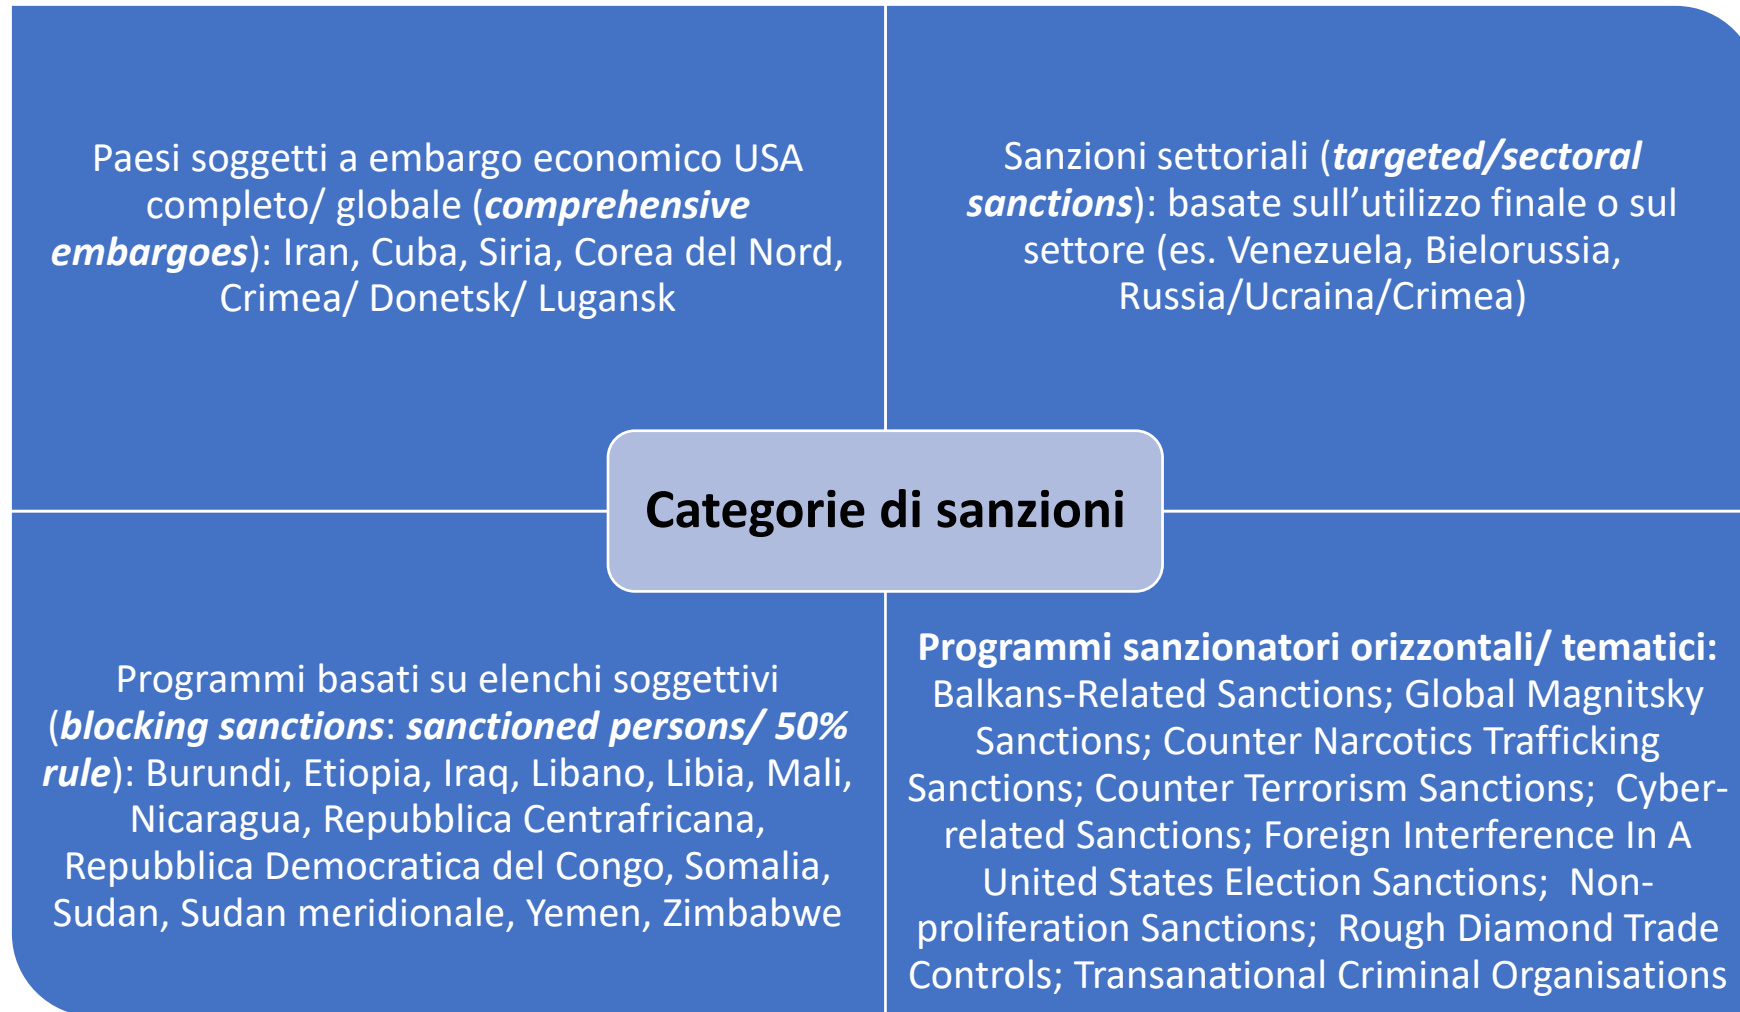 Paesi soggetti a embargo economico USA
completo/ globale (comprehensive
embargoes): Iran, Cuba, Siria, Corea del Nord,
Crimea/ Donetsk/ Lugansk
Sanzioni settoriali (targeted/sectoral
sanctions): basate sull’utilizzo finale o sul
settore (es. Venezuela, Bielorussia,
Russia/Ucraina/Crimea)
Categorie di sanzioni
Programmi basati su elenchi soggettivi
(blocking sanctions: sanctioned persons/ 50%
rule): Burundi, Etiopia, Iraq, Libano, Libia, Mali,
Nicaragua, Repubblica Centrafricana,
Repubblica Democratica del Congo, Somalia,
Sudan, Sudan meridionale, Yemen, Zimbabwe
Programmi sanzionatori orizzontali/ tematici:
Balkans-Related Sanctions; Global Magnitsky
Sanctions; Counter Narcotics Trafficking
Sanctions; Counter Terrorism Sanctions; Cyber-
related Sanctions; Foreign Interference In A
United States Election Sanctions; Non-
proliferation Sanctions; Rough Diamond Trade
Controls; Transanational Criminal Organisations